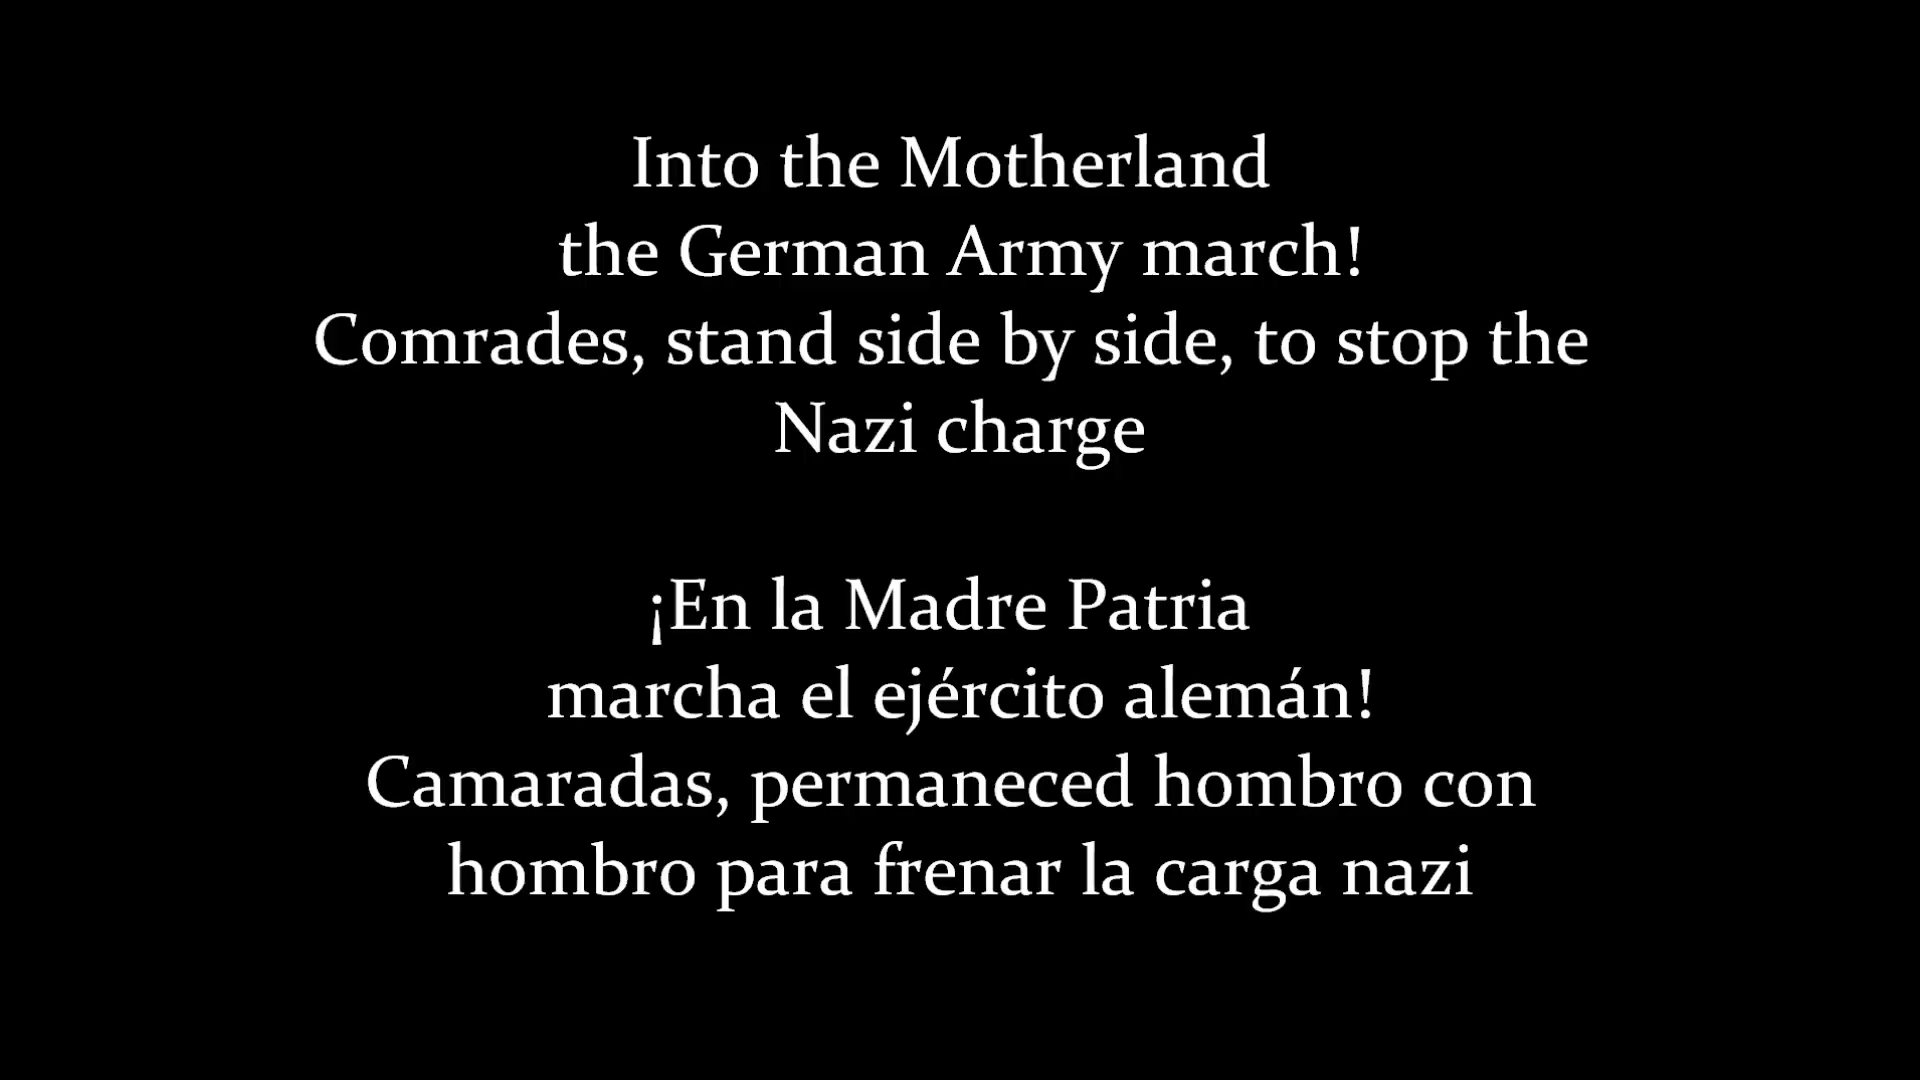 Into the Motherland
the German Army march!
Comrades, stand side by side, to stop the
Nazi charge
¡En la Madre Patria
marcha el ejército alemán!
Camaradas, permaneced hombro con
hombro para frenar la carga nazi